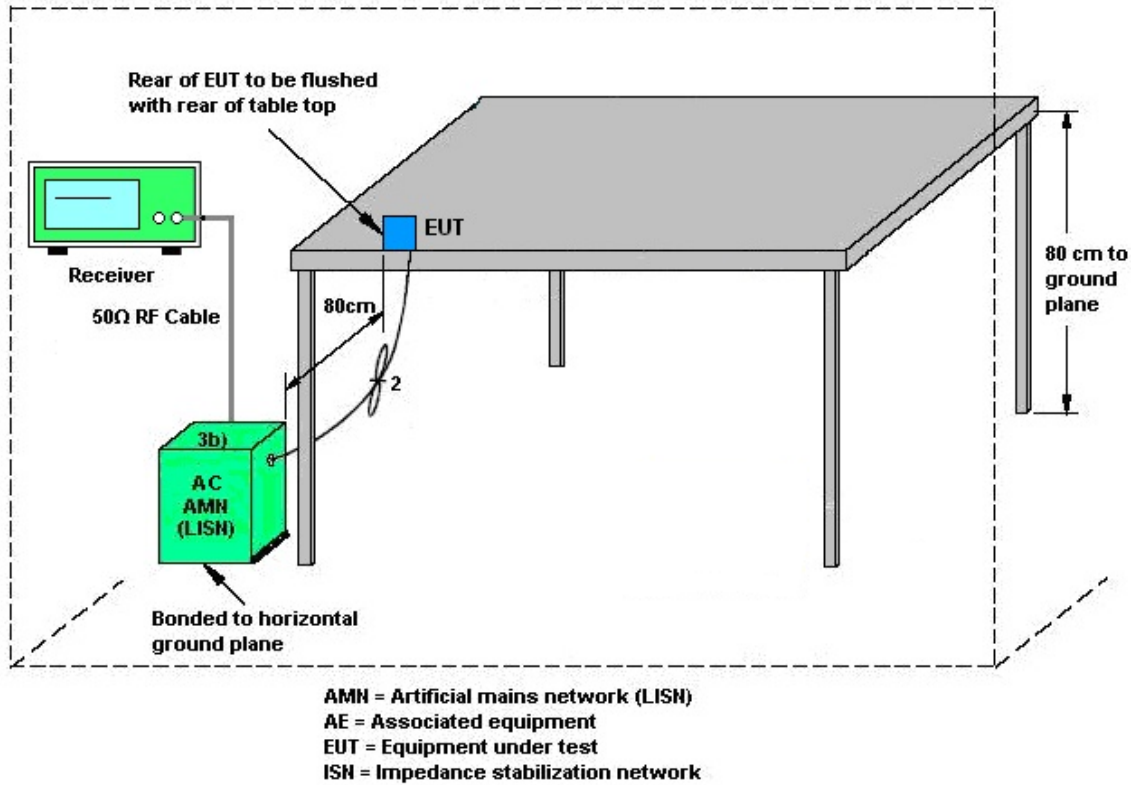 Rear of EUT to be flushed
with rear of table top
EUT
Receiver
50Ω RF Cable
80cm
80 cm to
ground
plane
2
3b)
AC
AMN
(LISN)
Bonded to horizontal
ground plane
AMN = Artificial mains network (LISN)
AE = Associated equipment
EUT = Equipment under test
ISN = Impedance stabilization network